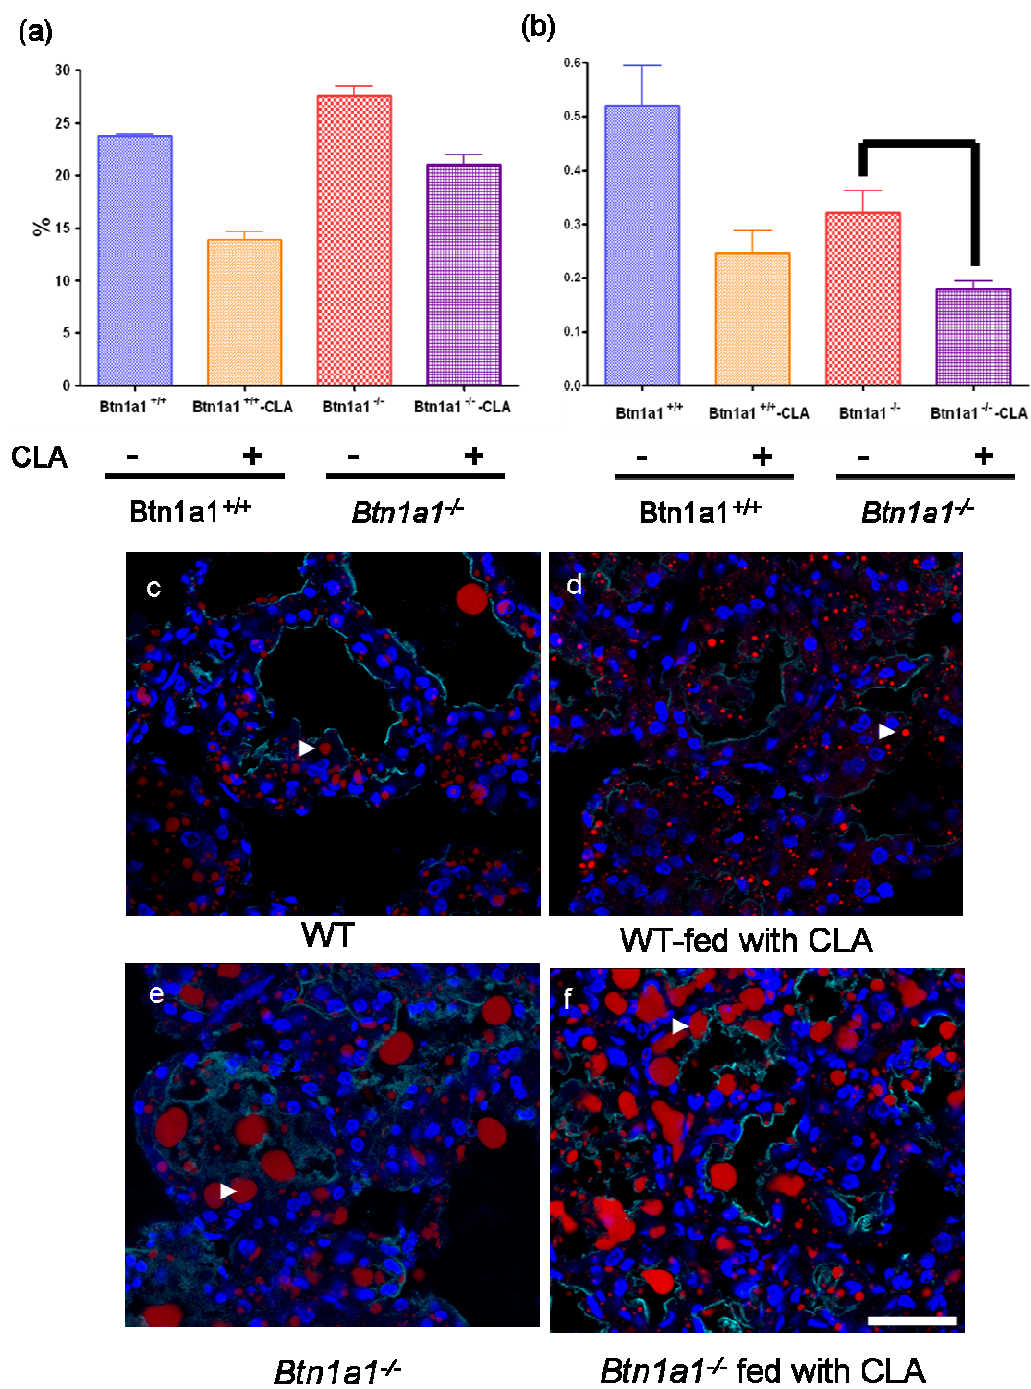 (a)
30
25
20
15
10
5
0
%
Btn1a1 +/+ Btn1a1 +/+-CLA Btn1a1 -/- Btn1a1 -/--CLA
CLA - + - +
Btn1a1+/+ Btn1a1-/-
(b)
0.6
0.5
0.4
0.3
0.2
0.1
0.0
Btn1a1 +/+ Btn1a1 +/+-CLA Btn1a1 -/- Btn1a1 -/--CLA
- + - +
Btn1a1+/+ Btn1a1-/-
c
d
WT
WT-fed with CLA
e
f
Btn1a1-/-
Btn1a1-/- fed with CLA